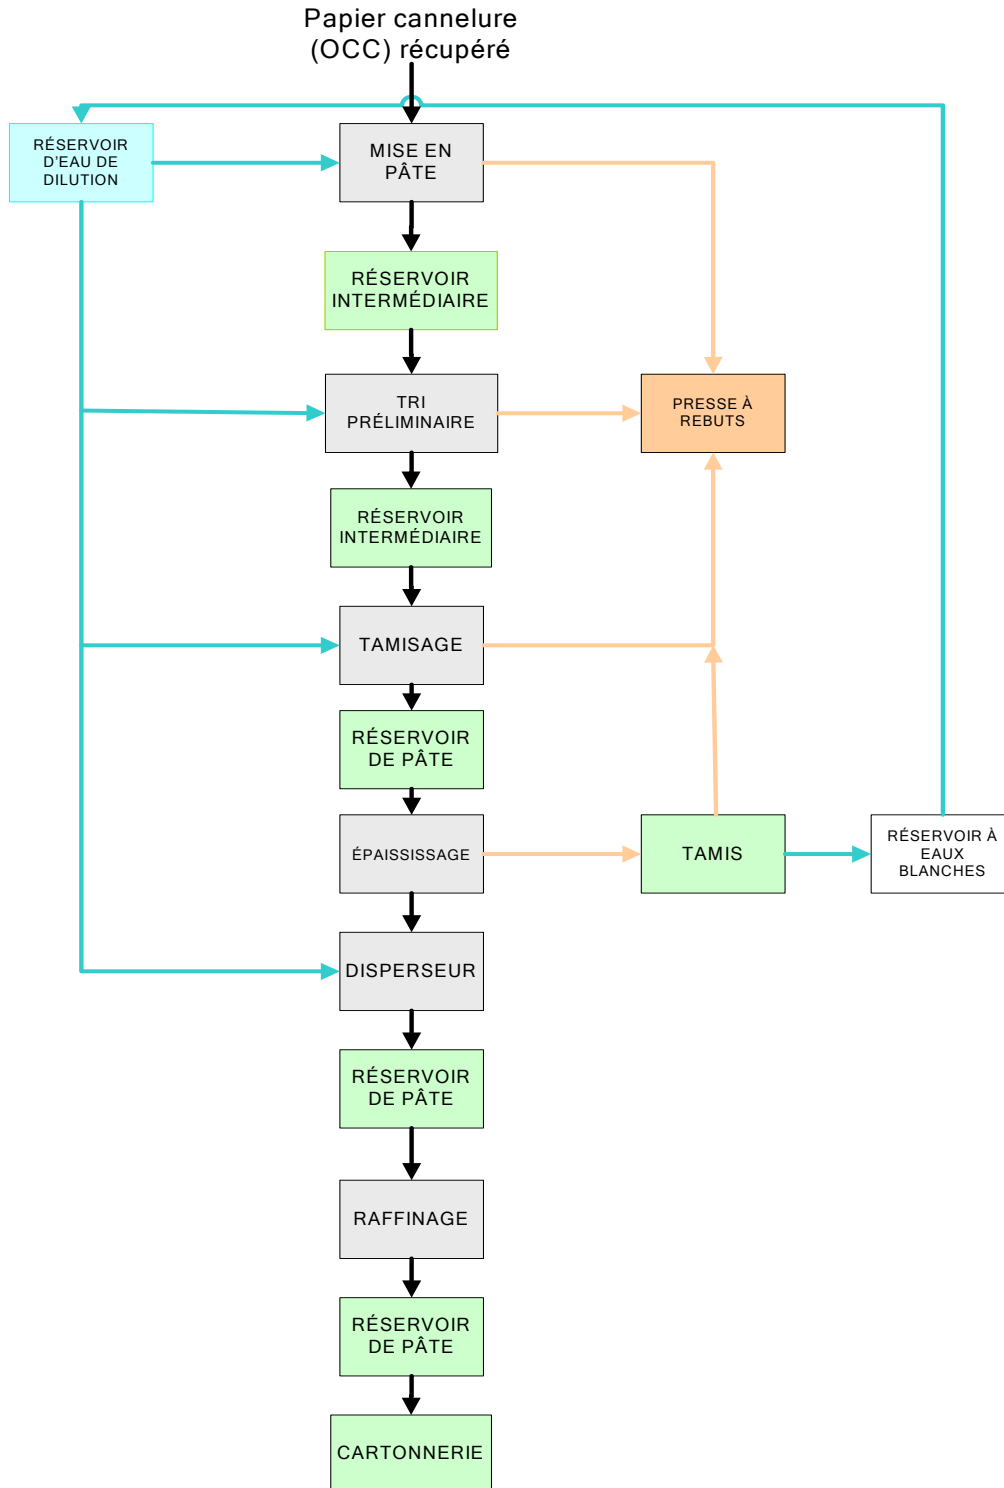 Papier cannelure
(OCC) récupéré
RÉSERVOIR
D'EAU DE
DILUTION
MISE EN
PÂTE
RÉSERVOIR
INTERMÉDIAIRE
TRI
PRÉLIMINAIRE
PRESSE À
REBUTS
RÉSERVOIR
INTERMÉDIAIRE
TAMISAGE
RÉSERVOIR
DE PÂTE
ÉPAISSISSAGE
TAMIS
RÉSERVOIR À
EAUX
BLANCHES
DISPERSEUR
RÉSERVOIR
DE PÂTE
RAFFINAGE
RÉSERVOIR
DE PÂTE
CARTONNERIE